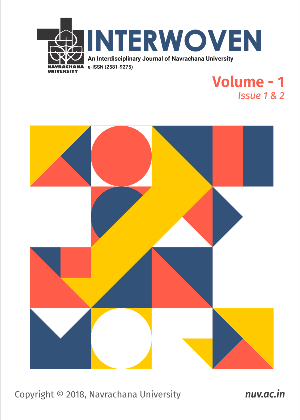 INTERWOVEN
An Interdisciplinary Journal of Navrachana University
e-ISSN (2581-9275)
NAVRACHANA
UNIVERSITY
Volume - 1
Issue 1 & 2
Copyright © 2018, Navrachana University
nuv.ac.in